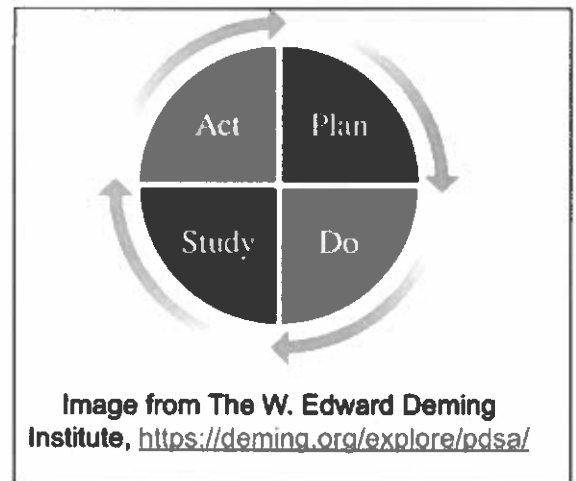 Act Plan
Study Do
Image from The W. Edward Deming
Institute, https://deming.org/explore/pdsa/